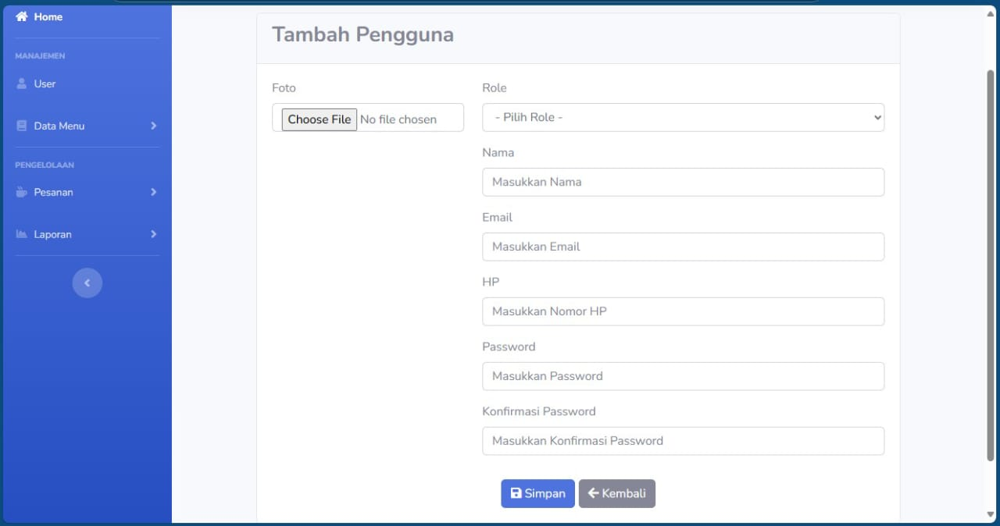 Home
MANAJEMEN
User
Data Menu
PENGELOLAAN
Pesanan
Laporan
Tambah Pengguna
Foto
Choose File No file chosen
Role
- Pilih Role -
Nama
Masukkan Nama
Email
Masukkan Email
HP
Masukkan Nomor HP
Password
Masukkan Password
Konfirmasi Password
Masukkan Konfirmasi Password
Simpan
Kembali